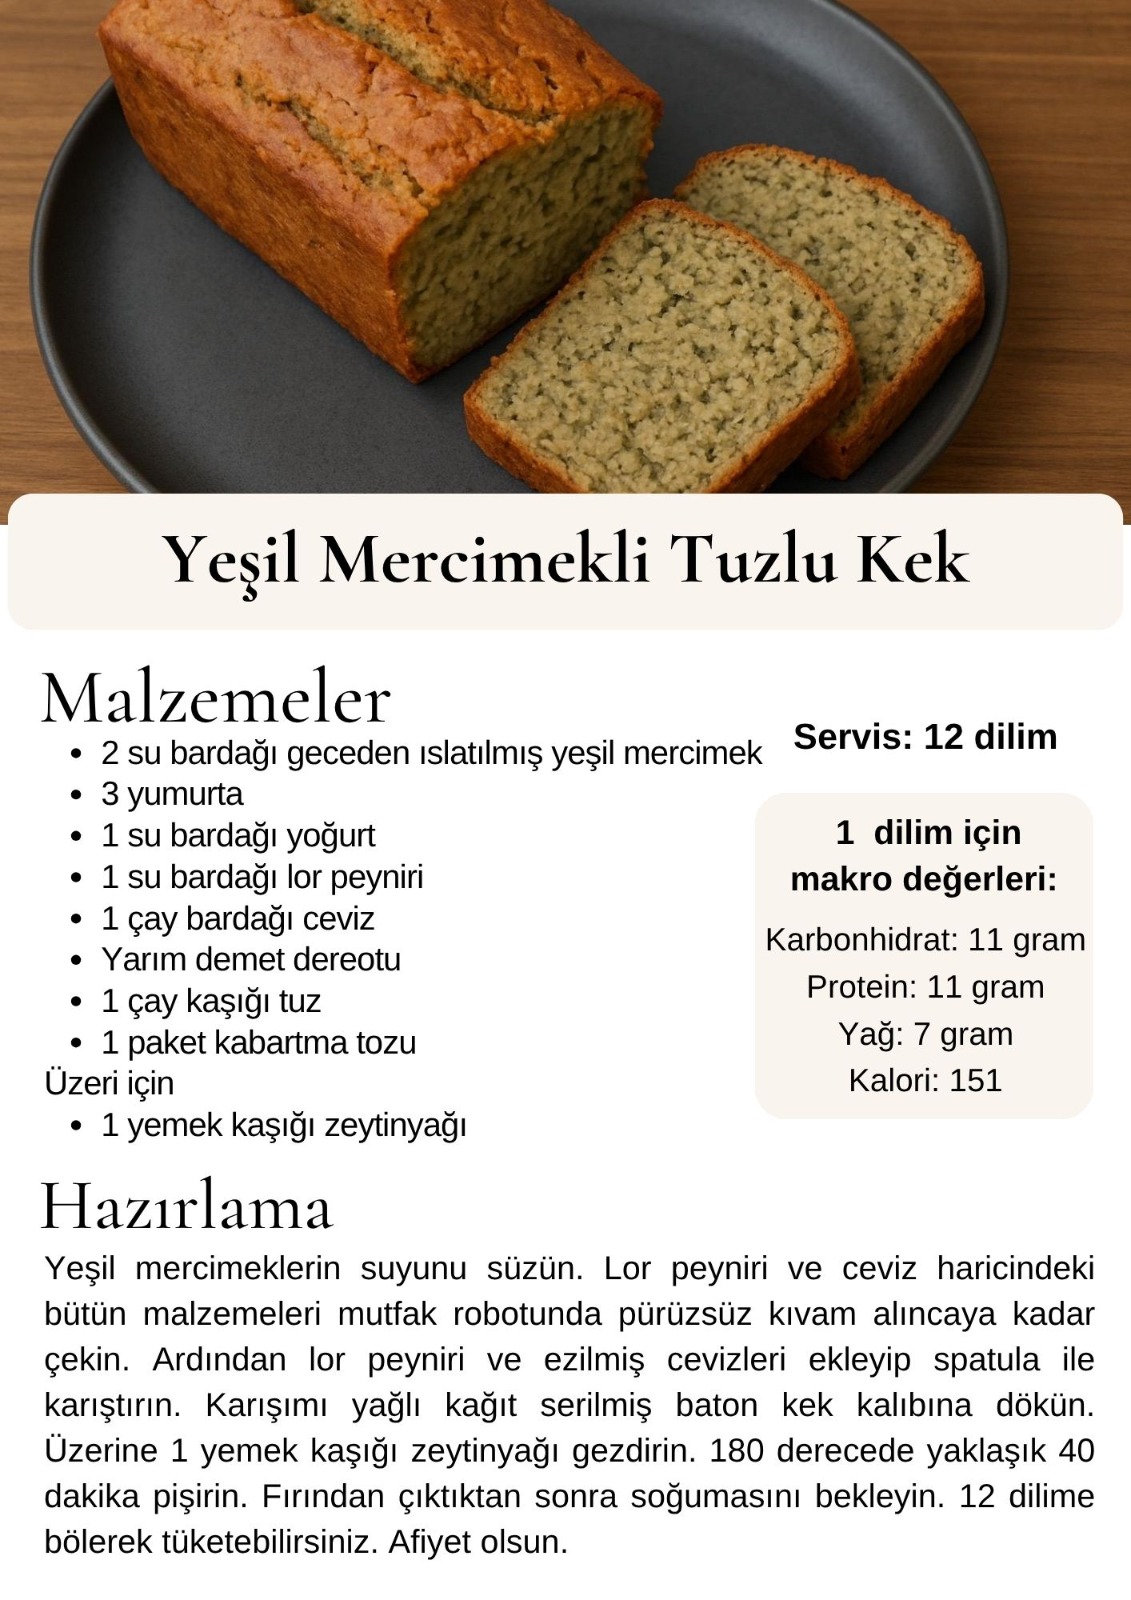 Yeşil Mercimekli Tuzlu Kek
Malzemeler
• 2 su bardağı geceden ıslatılmış yeşil mercimek
• 3 yumurta
• 1 su bardağı yoğurt
• 1 su bardağı lor peyniri
• 1 çay bardağı ceviz
• Yarım demet dereotu
• 1 çay kaşığı tuz
• 1 paket kabartma tozu
Üzeri için
• 1 yemek kaşığı zeytinyağı
Servis: 12 dilim
1 dilim için
makro değerleri:
Karbonhidrat: 11 gram
Protein: 11 gram
Yağ: 7 gram
Kalori: 151
Hazırlama
Yeşil mercimeklerin suyunu süzün. Lor peyniri ve ceviz haricindeki
bütün malzemeleri mutfak robotunda pürüzsüz kıvam alıncaya kadar
çekin. Ardından lor peyniri ve ezilmiş cevizleri ekleyip spatula ile
karıştırın. Karışımı yağlı kağıt serilmiş baton kek kalıbına dökün.
Üzerine 1 yemek kaşığı zeytinyağı gezdirin. 180 derecede yaklaşık 40
dakika pişirin. Fırından çıktıktan sonra soğumasını bekleyin. 12 dilime
bölerek tüketebilirsiniz. Afiyet olsun.